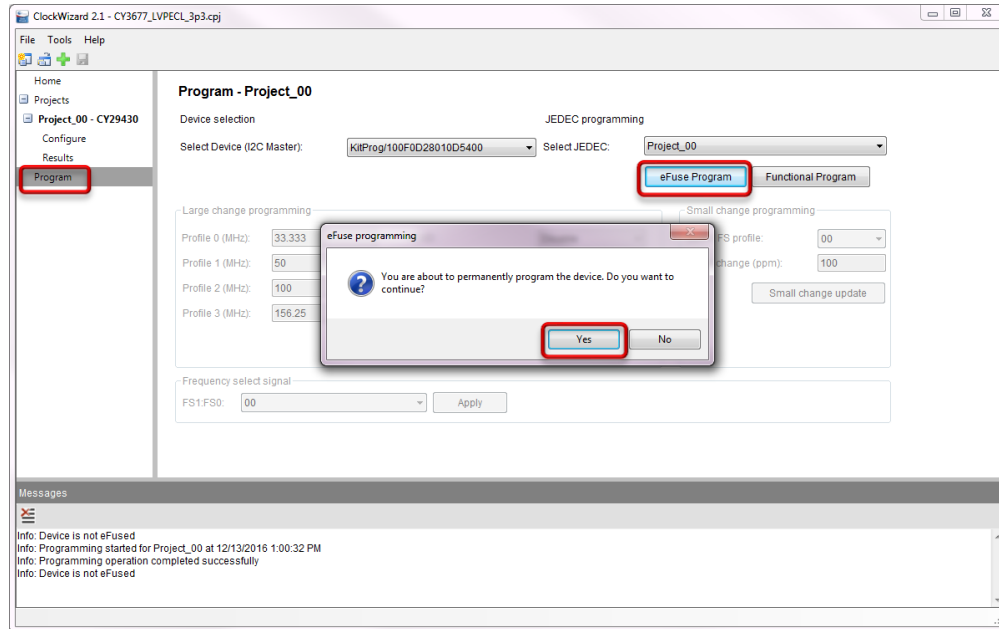 ClockWizard 2.1 - CY3677_LVPECL_3p3.cpj
File Tools Help
Home
Projects
Project_00 - CY29430
Configure
Results
Program
Program - Project_00
Device selection
JEDEC programming
Select Device (I2C Master):
KitProg/100F0D28010D5400
Select JEDEC:
Project_00
eFuse Program
Functional Program
Large change programming
Small change programming
Profile 0 (MHz):
33.333
FS profile:
00
Profile 1 (MHz):
50
change (ppm):
100
Profile 2 (MHz):
100
Small change update
Profile 3 (MHz):
156.25
eFuse programming
You are about to permanently program the device. Do you want to
continue?
Yes
No
Frequency select signal
FS1:FS0:
00
Apply
Messages
Info: Device is not eFused
Info: Programming started for Project_00 at 12/13/2016 1:00:32 PM
Info: Programming operation completed successfully
Info: Device is not eFused